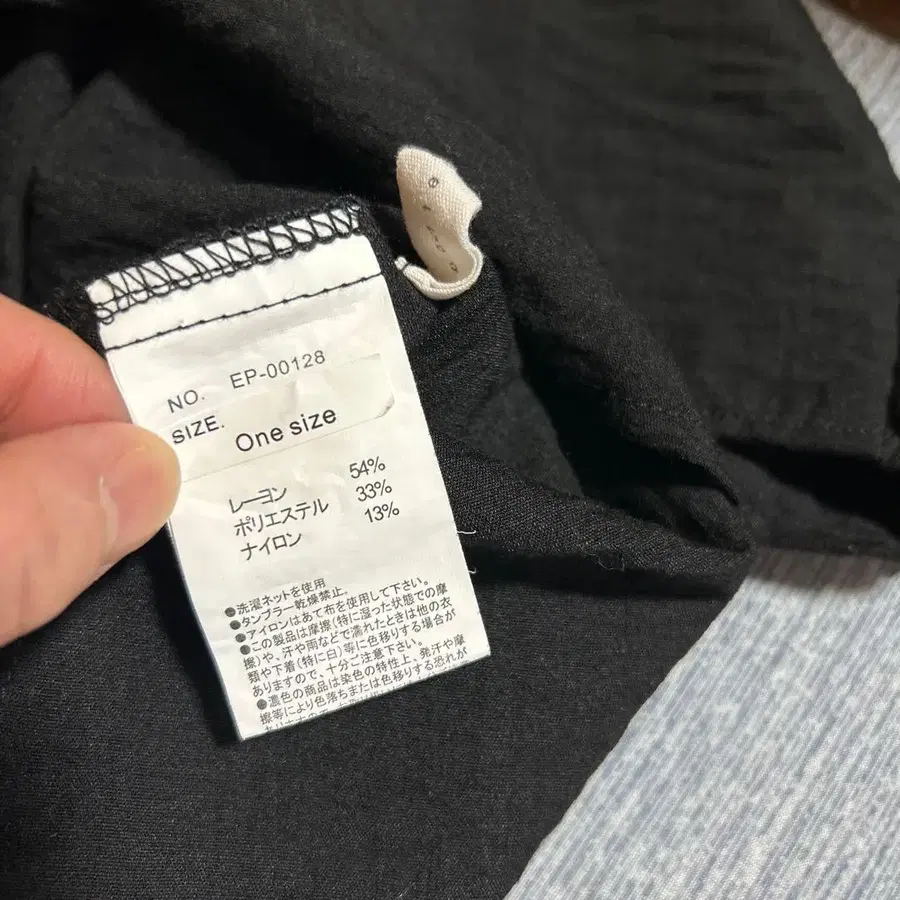 NO. EP-00128
SIZE. One size
レーヨン 54%
ポリエステル 33%
ナイロン 13%
●洗濯ネットを使用
●タンブラー乾燥禁止。
●アイロンはあて布を使用して下さい。
●この製品は摩擦(特に湿った状態での摩
擦)や、汗や雨などで濡れたときは他の衣
類や下着(特に白)等に色移りする場合が
ありますので、十分ご注意下さい。
●濃色の商品は染色の特性上、発汗や摩
擦等により色落ちまたは色移りする恐れが